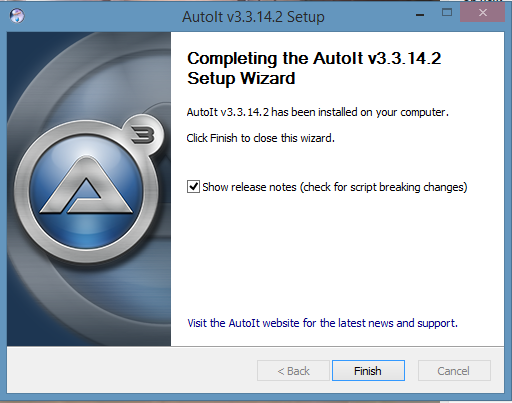 AutoIt v3.3.14.2 Setup
Completing the AutoIt v3.3.14.2
Setup Wizard
AutoIt v3.3.14.2 has been installed on your computer.
Click Finish to close this wizard.
Show release notes (check for script breaking changes)
Visit the AutoIt website for the latest news and support.
< Back
Finish
Cancel